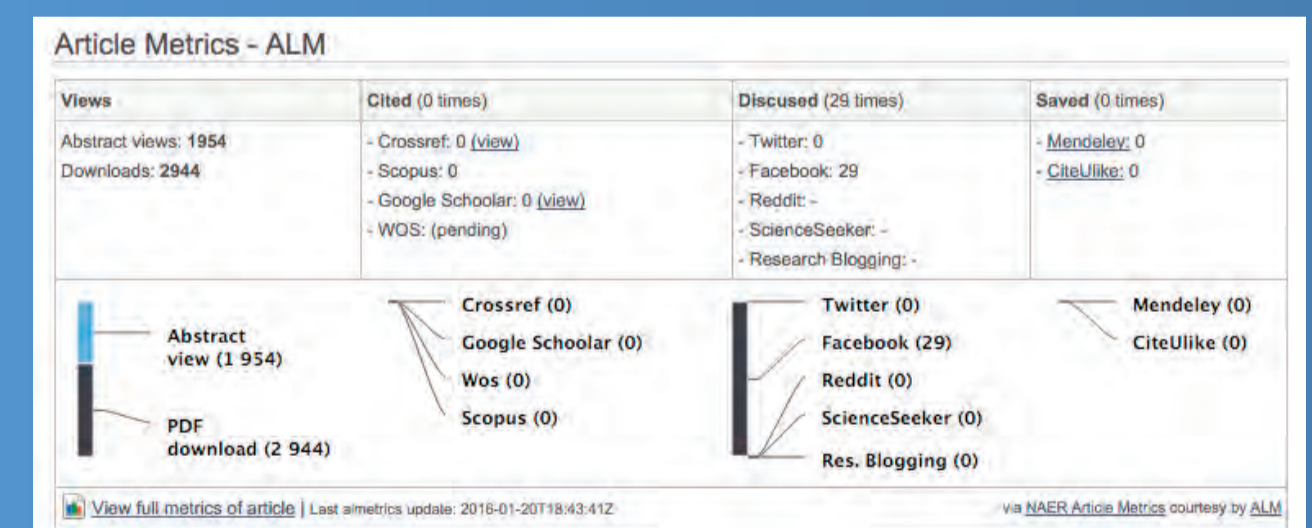 Article Metrics - ALM
Views
Abstract views: 1954
Downloads: 2944
Cited (0 times)
- Crossref: 0 (view)
- Scopus: 0
- Google Schoolar: 0 (view)
- WOS: (pending)
Discused (29 times)
- Twitter: 0
- Facebook: 29
- Reddit: -
- ScienceSeeker: -
- Research Blogging: -
Saved (0 times)
- Mendeley: 0
- CiteUlike: 0
Abstract
view (1 954)
PDF
download (2 944)
Crossref (0)
Google Schoolar (0)
Wos (0)
Scopus (0)
Twitter (0)
Facebook (29)
Reddit (0)
ScienceSeeker (0)
Res. Blogging (0)
Mendeley (0)
CiteUlike (0)
View full metrics of article | Last almetrics update: 2016-01-20T18:43:41Z
via NAER Article Metrics courtesy by ALM